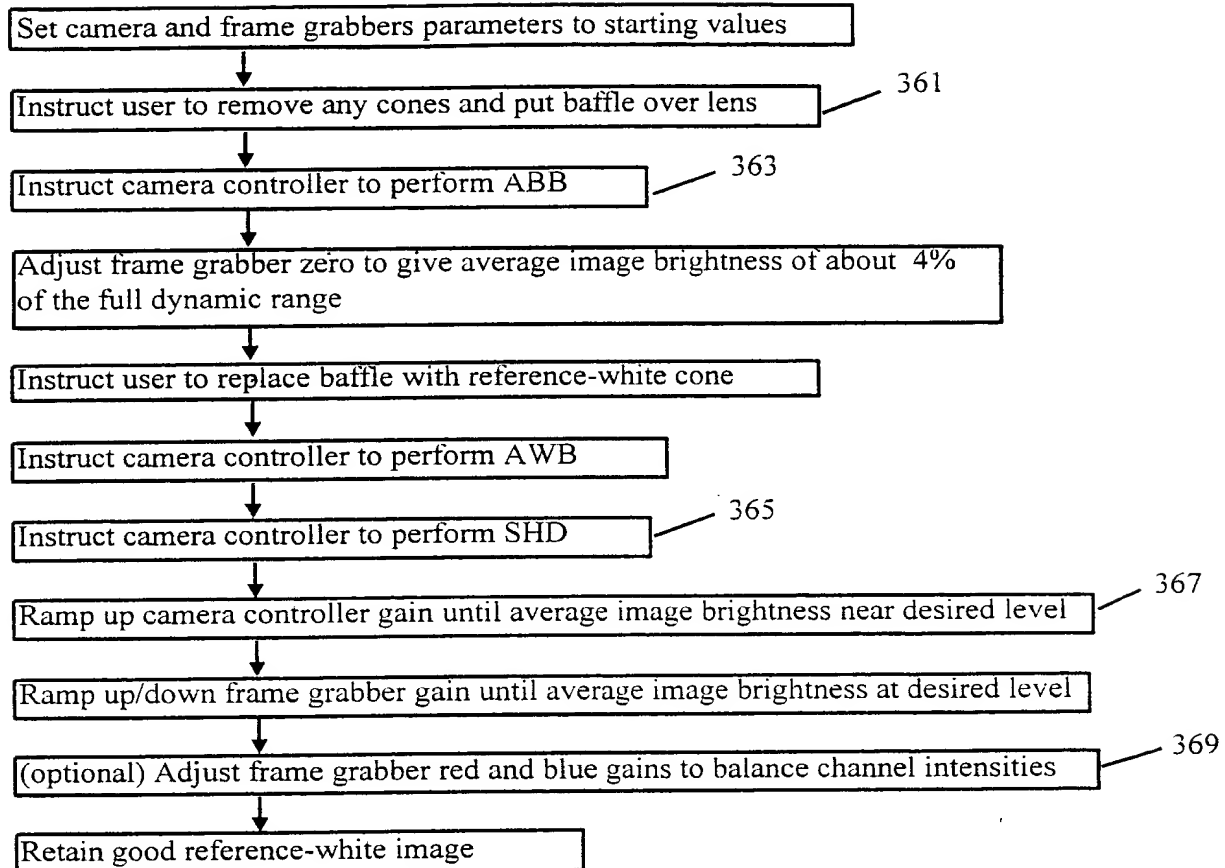 Set camera and frame grabbers parameters to starting values
361
Instruct user to remove any cones and put baffle over lens
363
Instruct camera controller to perform ABB
Adjust frame grabber zero to give average image brightness of about 4%
of the full dynamic range
Instruct user to replace baffle with reference-white cone
Instruct camera controller to perform AWB
365
Instruct camera controller to perform SHD
367
Ramp up camera controller gain until average image brightness near desired level
Ramp up/down frame grabber gain until average image brightness at desired level
369
(optional) Adjust frame grabber red and blue gains to balance channel intensities
Retain good reference-white image